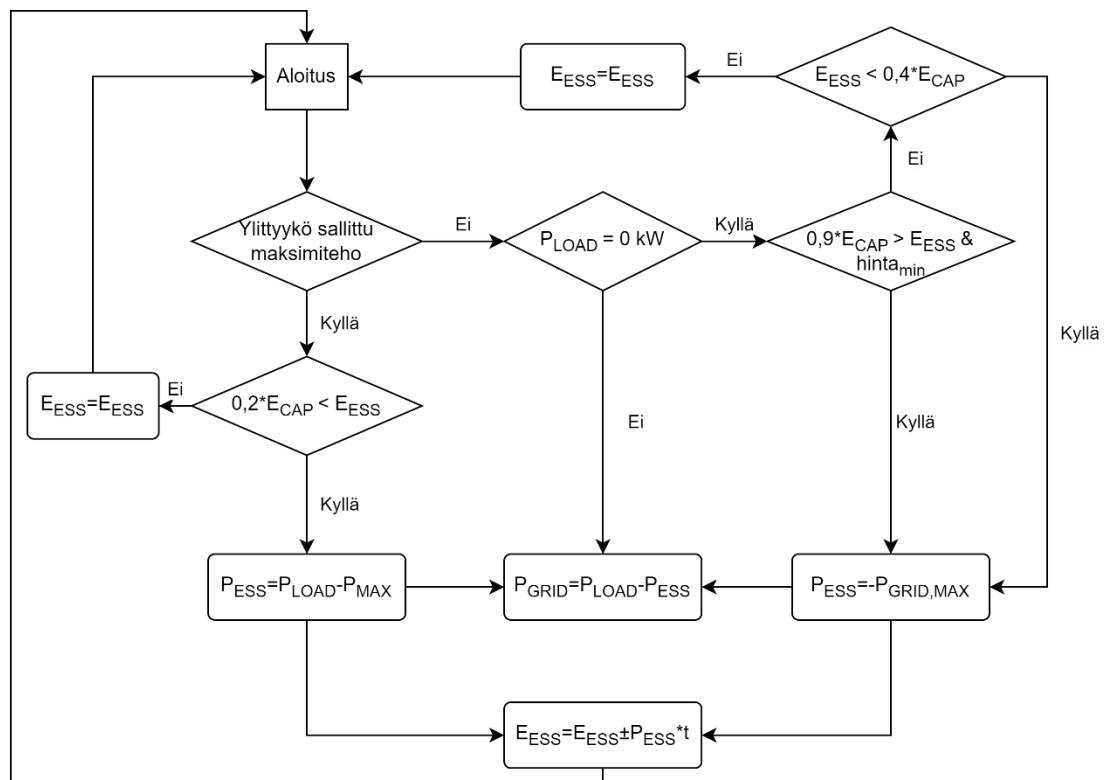 Aloitus
E_ESS=E_ESS
Ei
E_ESS < 0,4*E_CAP
Ei
Ylittyykö sallittu
maksimiteho
Ei
P_LOAD = 0 kW
Kyllä
0,9*E_CAP > E_ESS &
hinta_min
Kyllä
Kyllä
E_ESS=E_ESS
Ei
0,2*E_CAP < E_ESS
Ei
Kyllä
Kyllä
P_ESS=P_LOAD-P_MAX
P_GRID=P_LOAD-P_ESS
P_ESS=-P_GRID,MAX
E_ESS=E_ESS±P_ESS*t